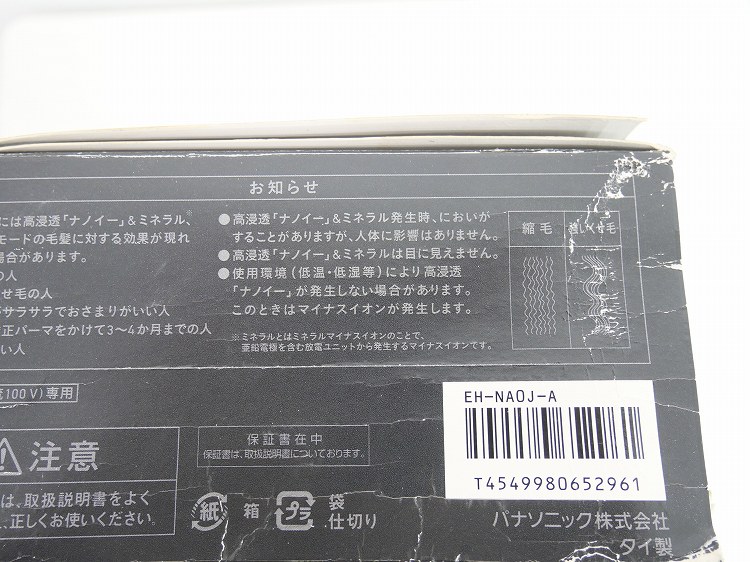 お知らせ
には高浸透「ナノイー」&ミネラル、※
モードの毛髪に対する効果が現れ
場合があります。
の人
せ毛の人
がサラサラでおさまりがいい人
正パーマをかけて3〜4か月までの人
い人
●高浸透「ナノイー」&ミネラル発生時、においが
することがありますが、人体に影響はありません。
●高浸透「ナノイー」&ミネラルは目に見えません。
●使用環境(低温・低湿等)により高浸透
「ナノイー」が発生しない場合があります。
このときはマイナスイオンが発生します。
※ミネラルとはミネラルマイナスイオンのことで、
亜鉛電極を含む放電ユニットから発生するマイナスイオンです。
縮毛
強いくせ毛
流100V)専用
注意
は、取扱説明書をよく
、正しくお使いください。
保証書在中
保証書は、取扱説明書についております。
紙
箱
プラ
袋
仕切り
EH-NA0J-A
T4549980652961
パナソニック株式会社
タイ製